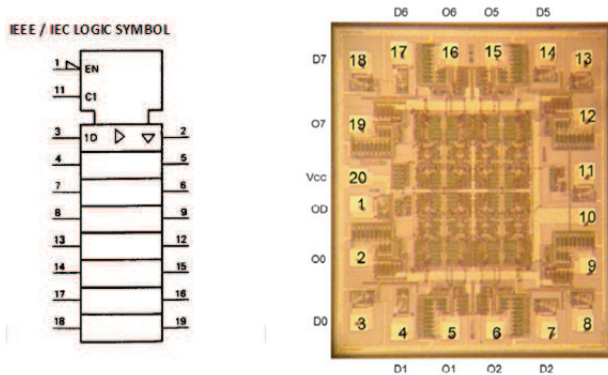 IEEE / IEC LOGIC SYMBOL
1 EN
11 C1
3 1D 2
4 5
7 6
8 9
13 12
14 15
17 16
18 19
D6 O6 O5 D5
D7 18 17 16 15 14 13
O7 19 12
Vcc 20 11
OD 1 10
O0 2 9
D0 3 4 5 6 7 8
D1 O1 O2 D2